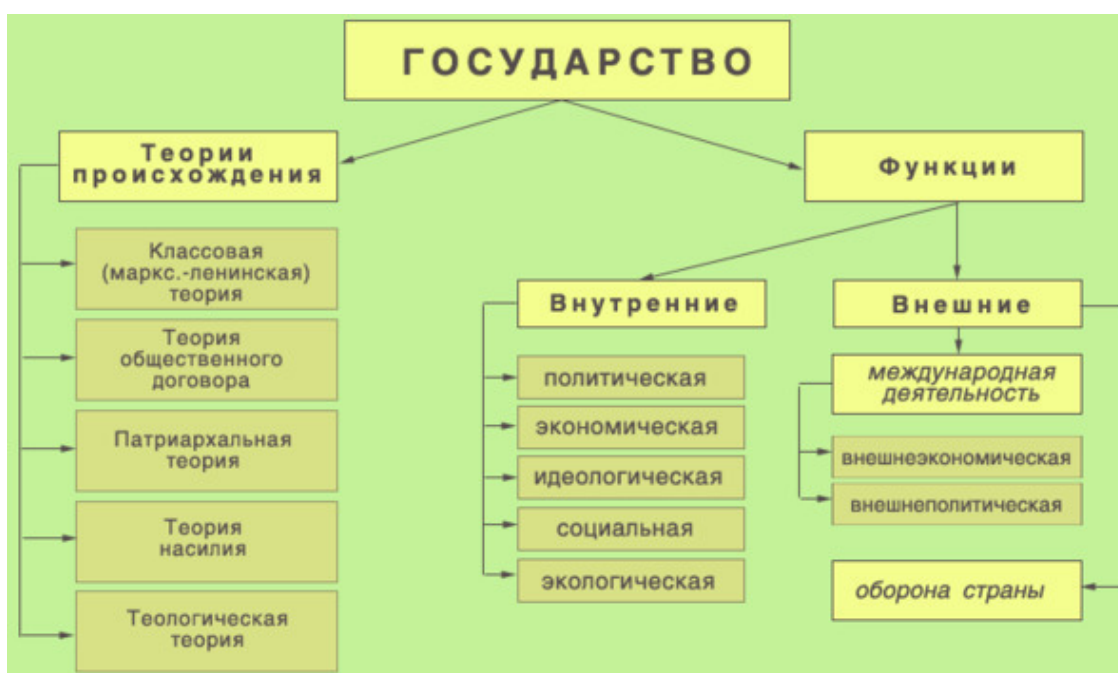 ГОСУДАРСТВО
Теории
происхождения
Классовая
(маркс.-ленинская)
теория
Теория
общественного
договора
Патриархальная
теория
Теория
насилия
Теологическая
теория
Функции
Внутренние
политическая
экономическая
идеологическая
социальная
экологическая
Внешние
международная
деятельность
внешнеэкономическая
внешнеполитическая
оборона страны